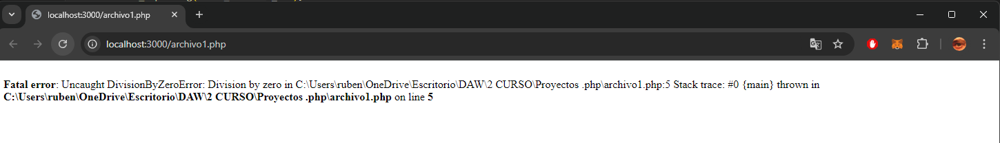 localhost:3000/archivo1.php
localhost:3000/archivo1.php
Fatal error: Uncaught DivisionByZeroError: Division by zero in C:\Users\ruben\OneDrive\Escritorio\DAW\2 CURSO\Proyectos .php\archivo1.php:5 Stack trace: #0 {main} thrown in
C:\Users\ruben\OneDrive\Escritorio\DAW\2 CURSO\Proyectos .php\archivo1.php on line 5